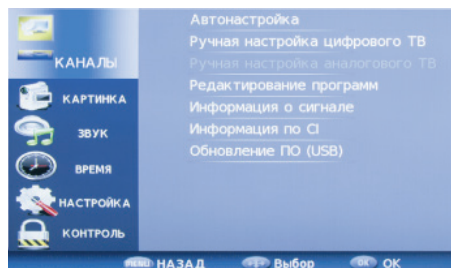 КАНАЛЫ
КАРТИНКА
ЗВУК
ВРЕМЯ
НАСТРОЙКА
КОНТРОЛЬ
Автонастройка
Ручная настройка цифрового ТВ
Ручная настройка аналогового ТВ
Редактирование программ
Информация о сигнале
Информация по CI
Обновление ПО (USB)
MENU НАЗАД Выбор OK OK